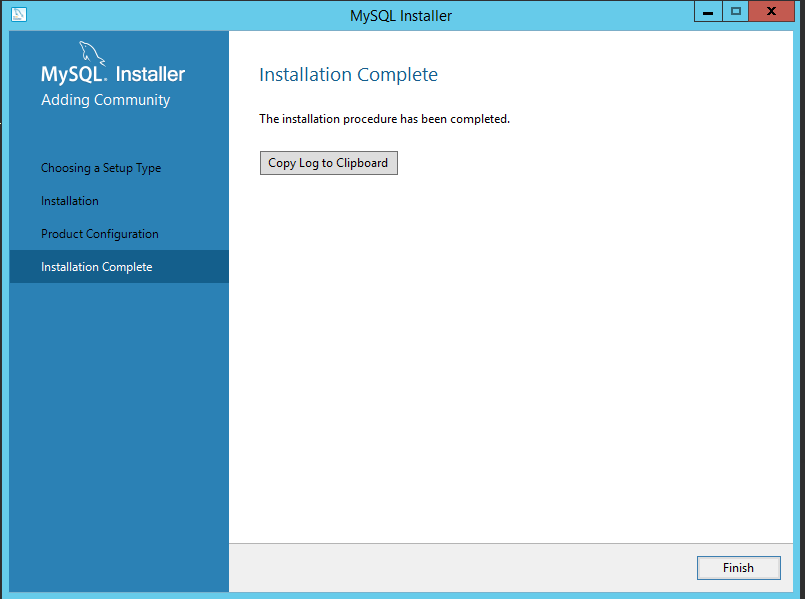 MySQL Installer
MySQL. Installer
Adding Community
Choosing a Setup Type
Installation
Product Configuration
Installation Complete
Installation Complete
The installation procedure has been completed.
Copy Log to Clipboard
Finish